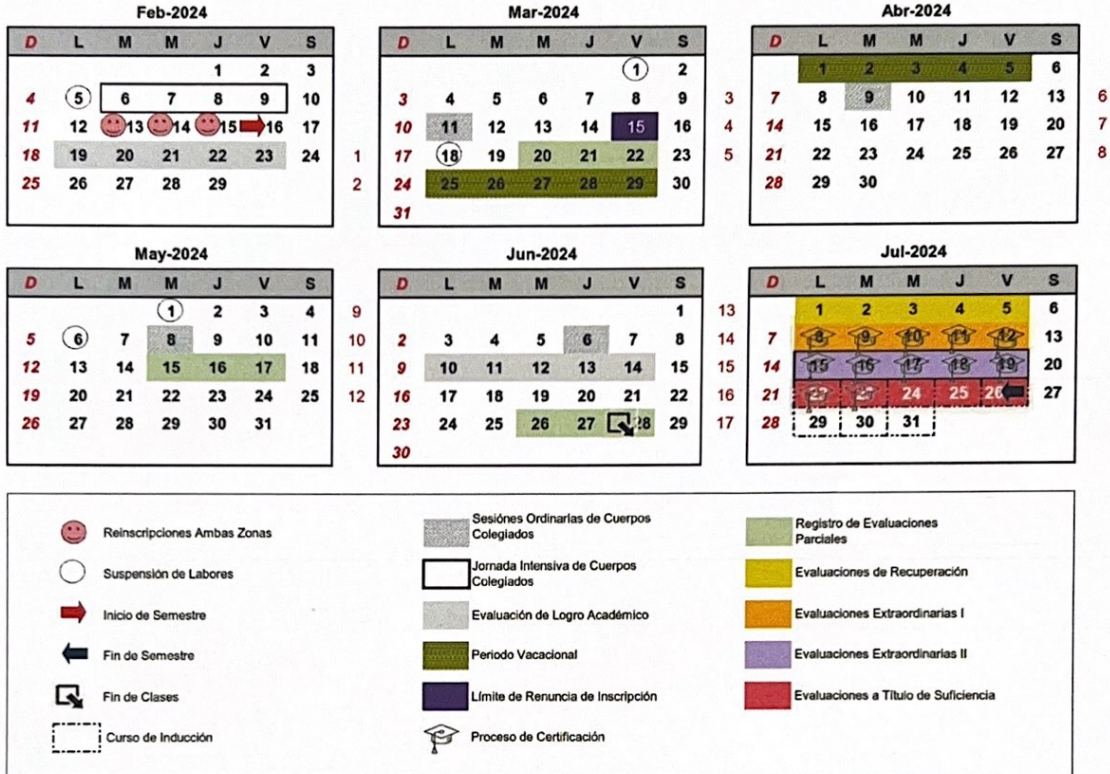 Feb-2024
D L M M J V S
1 2 3
4 5 6 7 8 9 10
11 12 13 14 15 16 17
18 19 20 21 22 23 24 1
25 26 27 28 29 2
Mar-2024
D L M M J V S
1 2
3 4 5 6 7 8 9 3
10 11 12 13 14 15 16 4
17 18 19 20 21 22 23 5
24 25 26 27 28 29 30
31
Abr-2024
D L M M J V S
1 2 3 4 5 6
7 8 9 10 11 12 13 6
14 15 16 17 18 19 20 7
21 22 23 24 25 26 27 8
28 29 30
May-2024
D L M M J V S
1 2 3 4 9
5 6 7 8 9 10 11 10
12 13 14 15 16 17 18 11
19 20 21 22 23 24 25 12
26 27 28 29 30 31
Jun-2024
D L M M J V S
1 13
2 3 4 5 6 7 8 14
9 10 11 12 13 14 15 15
16 17 18 19 20 21 22 16
23 24 25 26 27 28 29 17
30
Jul-2024
D L M M J V S
1 2 3 4 5 6
7 8 9 10 11 12 13
14 15 16 17 18 19 20
21 22 23 24 25 26 27
28 29 30 31
Reinscripciones Ambas Zonas
Suspensión de Labores
Inicio de Semestre
Fin de Semestre
Fin de Clases
Curso de Inducción
Sesiónes Ordinarias de Cuerpos
Colegiados
Jornada Intensiva de Cuerpos
Colegiados
Evaluación de Logro Académico
Periodo Vacacional
Límite de Renuncia de Inscripción
Proceso de Certificación
Registro de Evaluaciones
Parciales
Evaluaciones de Recuperación
Evaluaciones Extraordinarias I
Evaluaciones Extraordinarias II
Evaluaciones a Título de Suficiencia